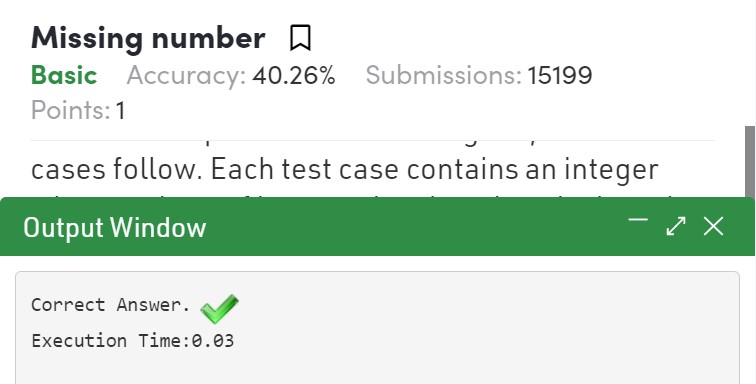 Missing number
Basic Accuracy: 40.26% Submissions: 15199
Points: 1
cases follow. Each test case contains an integer
Output Window
Correct Answer.
Execution Time:0.03